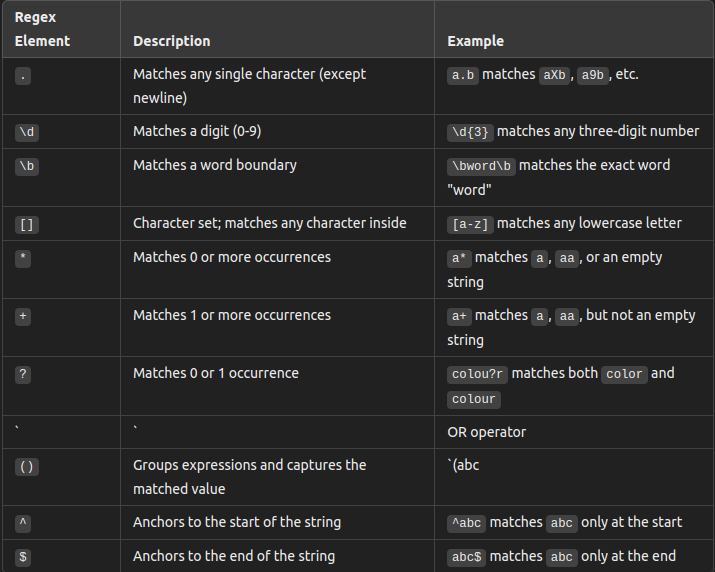 Regex
Element Description Example
. Matches any single character (except
newline) a.b matches aXb, a9b, etc.
\d Matches a digit (0-9) \d{3} matches any three-digit number
\b Matches a word boundary \bword\b matches the exact word
"word"
[] Character set; matches any character inside [a-z] matches any lowercase letter
* Matches 0 or more occurrences a* matches a, aa, or an empty
string
+ Matches 1 or more occurrences a+ matches a, aa, but not an empty
string
? Matches 0 or 1 occurrence colou?r matches both color and
colour
` ` OR operator
() Groups expressions and captures the
matched value `(abc
^ Anchors to the start of the string ^abc matches abc only at the start
$ Anchors to the end of the string abc$ matches abc only at the end